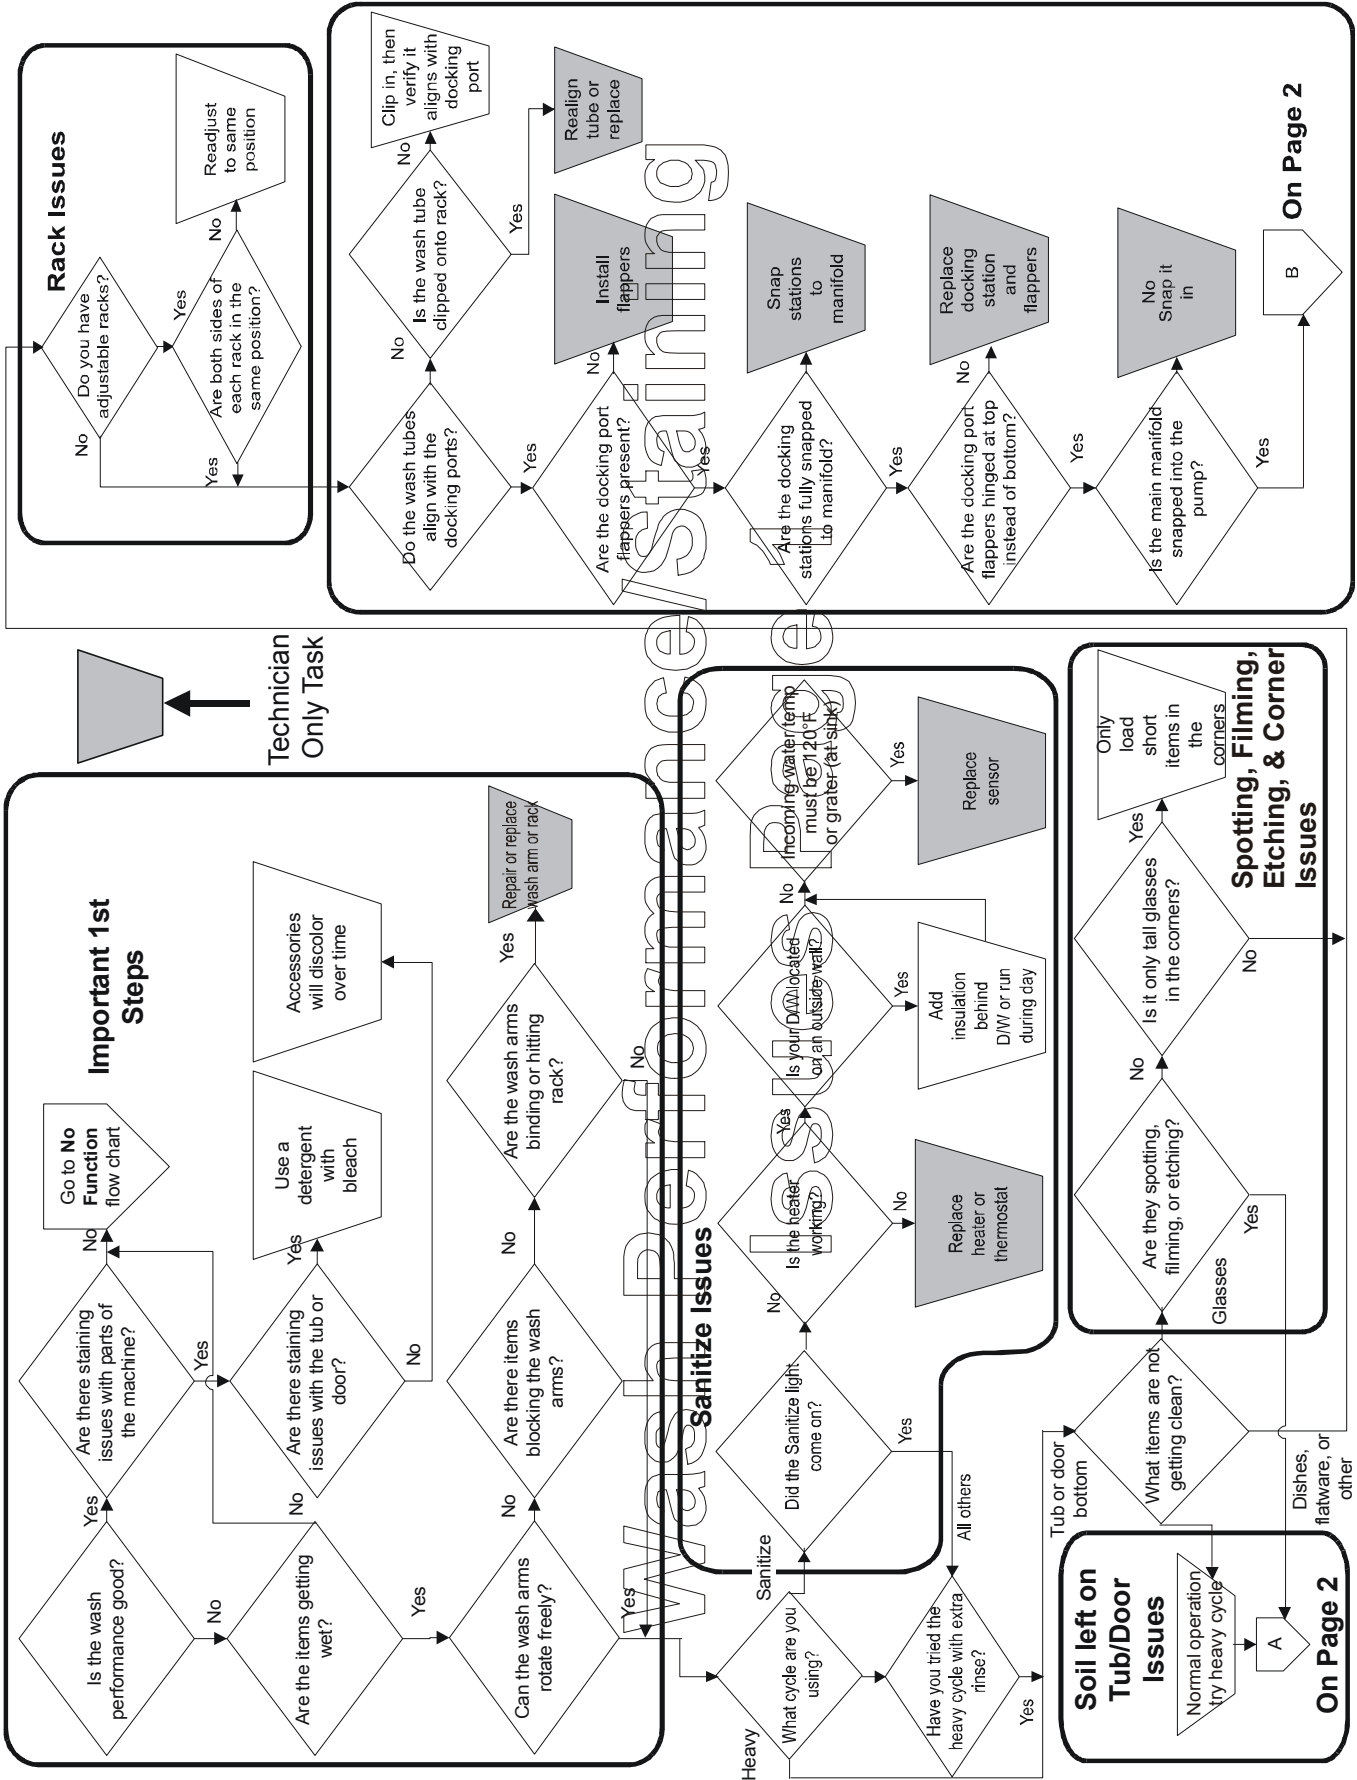 Wash Performance/Staining
Issues Page 1
Important 1st
Steps
Is the wash
performance good?
Yes
No
Are there staining
issues with parts of
the machine?
No
Yes
Go to No
Function
flow chart
Are the items getting
wet?
No
Yes
Are there staining
issues with the tub or
door?
Yes
No
Use a
detergent
with
bleach
Accessories
will discolor
over time
Can the wash arms
rotate freely?
No
Yes
Are there items
blocking the wash
arms?
No
Are the wash arms
binding or hitting
rack?
Yes
No
Repair or replace
wash arm or rack
Technician
Only Task
Rack Issues
Do you have
adjustable racks?
No
Yes
Are both sides of
each rack in the
same position?
No
Yes
Readjust
to same
position
Do the wash tubes
align with the
docking ports?
No
Yes
Is the wash tube
clipped onto rack?
No
Yes
Clip in, then
verify it
aligns with
docking
port
Realign
tube or
replace
Are the docking port
flappers present?
No
Yes
Install
flappers
Are the docking
stations fully snapped
to manifold?
Yes
Snap
stations
to
manifold
Are the docking port
flappers hinged at top
instead of bottom?
No
Yes
Replace
docking
station
and
flappers
Is the main manifold
snapped into the
pump?
Yes
No
Snap it
in
B
On Page 2
Sanitize Issues
What cycle are you
using?
Heavy
Sanitize
Did the Sanitize light
come on?
No
Yes
Is the heater
working?
Yes
No
Replace
heater or
thermostat
Is your D/W located
on an outside wall?
No
Yes
Add
insulation
behind
D/W or run
during day
Incoming water temp
must be 120°F
or grater (at sink)
Yes
Replace
sensor
All others
Have you tried the
heavy cycle with extra
rinse?
Yes
Soil left on
Tub/Door
Issues
Normal operation
try heavy cycle
A
On Page 2
Tub or door
bottom
What items are not
getting clean?
Dishes,
flatware, or
other
Glasses
Are they spotting,
filming, or etching?
No
Yes
Is it only tall glasses
in the corners?
Yes
No
Only
load
short
items in
the
corners
Spotting, Filming,
Etching, & Corner
Issues